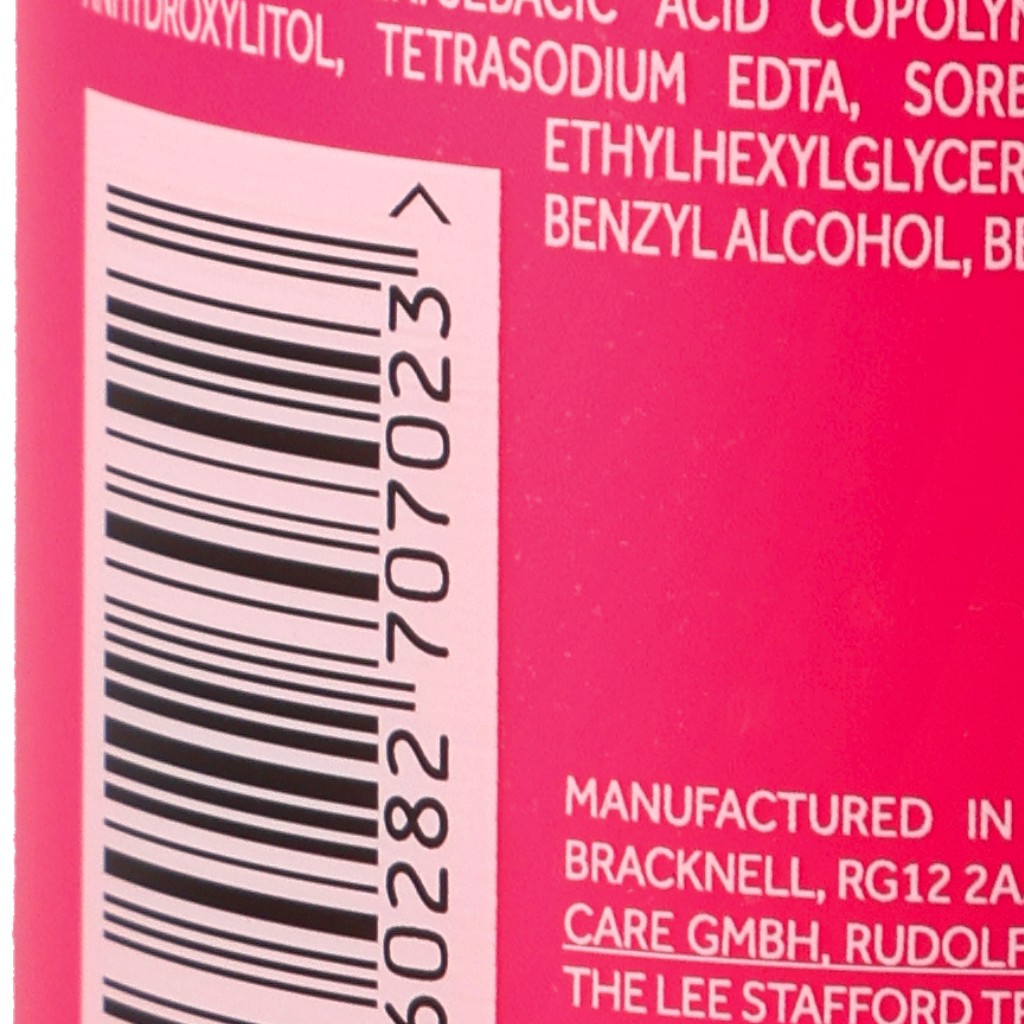 ACID COPOLYM
TETRASODIUM EDTA, SORB
ETHYLHEXYLGLYCER
BENZYL ALCOHOL, BE
60282 707023 >
MANUFACTURED IN
BRACKNELL, RG12 2A
CARE GMBH, RUDOLF
THE LEE STAFFORD TE